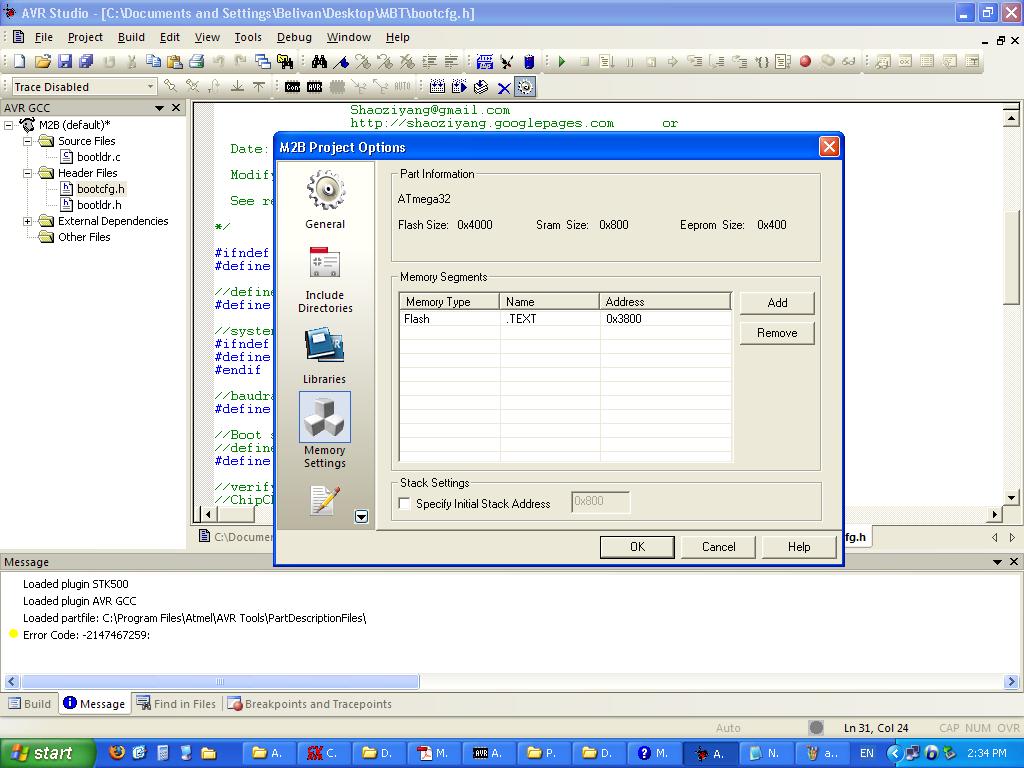 AVR Studio - [C:\Documents and Settings\Belivan\Desktop\MBT\bootcfg.h]
File Project Build Edit View Tools Debug Window Help
Trace Disabled
Con AVR AUTO
AVR GCC
M2B (default)*
Source Files
bootldr.c
Header Files
bootcfg.h
bootldr.h
External Dependencies
Other Files
Shaoziyang@gmail.com
http://shaoziyang.googlepages.com or
Date:
Modify
See re
*/
#ifndef
#define
//define
#define
//system
#ifndef
#define
#endif
//baudra
#define
//Boot s
//define
#define
//verify
//ChipCh
C:\Documen
fg.h
M2B Project Options
General
Include
Directories
Libraries
Memory
Settings
Part Information
ATmega32
Flash Size: 0x4000 Sram Size: 0x800 Eeprom Size: 0x400
Memory Segments
Memory Type Name Address
Flash .TEXT 0x3800
Add
Remove
Stack Settings
Specify Initial Stack Address 0x800
OK Cancel Help
Message
Loaded plugin STK500
Loaded plugin AVR GCC
Loaded partfile: C:\Program Files\Atmel\AVR Tools\PartDescriptionFiles\
Error Code: -2147467259:
Build Message Find in Files Breakpoints and Tracepoints
Auto Ln 31, Col 24 CAP NUM OVR
start A. C. D. M. A. P. D. M. A. N. a.. EN 2:34 PM